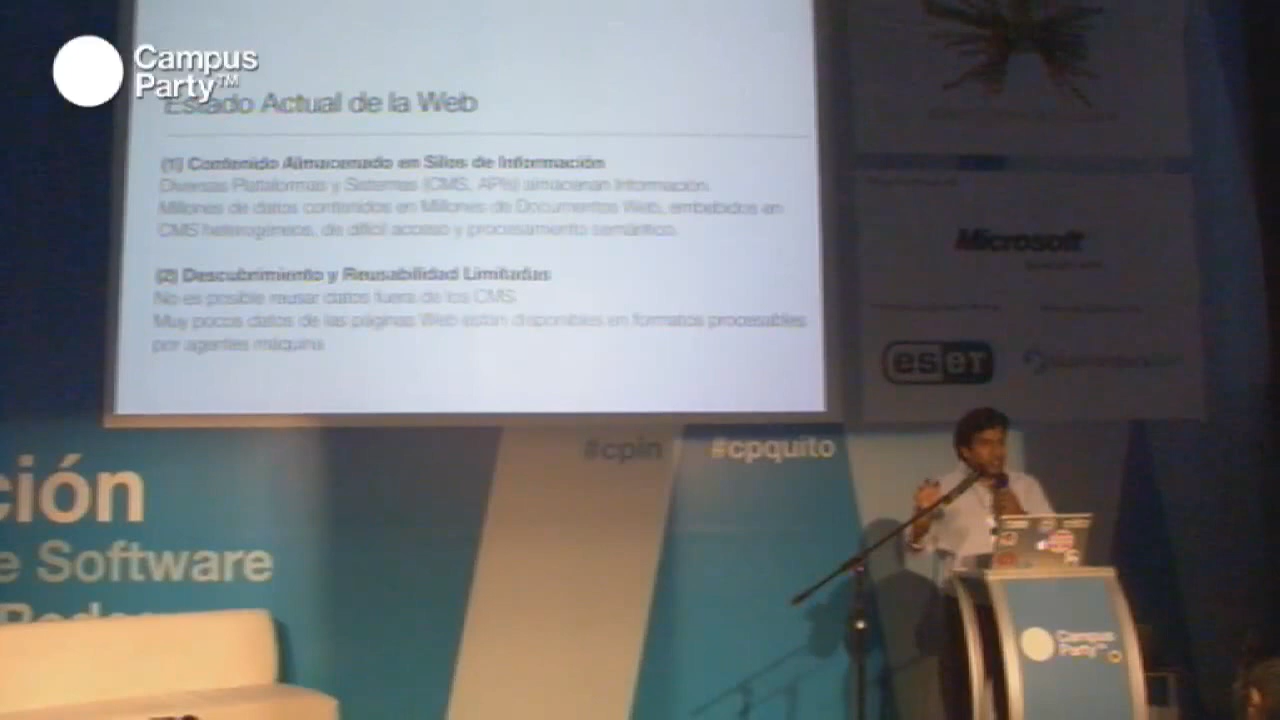 Campus
Party™
Estado Actual de la Web
(1) Contenido Almacenado en Silos de Información
Diversas Plataformas y Sistemas (CMS, APIs) almacenan Información.
Millones de datos contenidos en Millones de Documentos Web, embebidos en
CMS heterogéneos, de difícil acceso y procesamiento semántico.
(2) Descubrimiento y Reusabilidad Limitadas
No es posible reusar datos fuera de los CMS
Muy pocos datos de las páginas Web están disponibles en formatos procesables
por agentes máquina
Microsoft
eseT
#cpin
#cpquito
ción
e Software
Redes
Campus
Party™